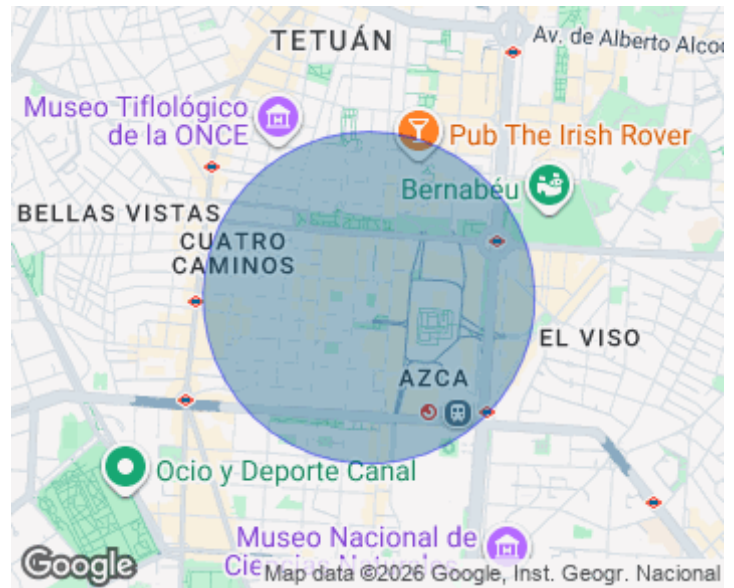 TETUÁN
Av. de Alberto Alcoc
Museo Tiflológico
de la ONCE
Pub The Irish Rover
Bernabéu
BELLAS VISTAS
CUATRO
CAMINOS
EL VISO
AZCA
Ocio y Deporte Canal
Museo Nacional de
Google
Map data ©2026 Google, Inst. Geogr. Nacional